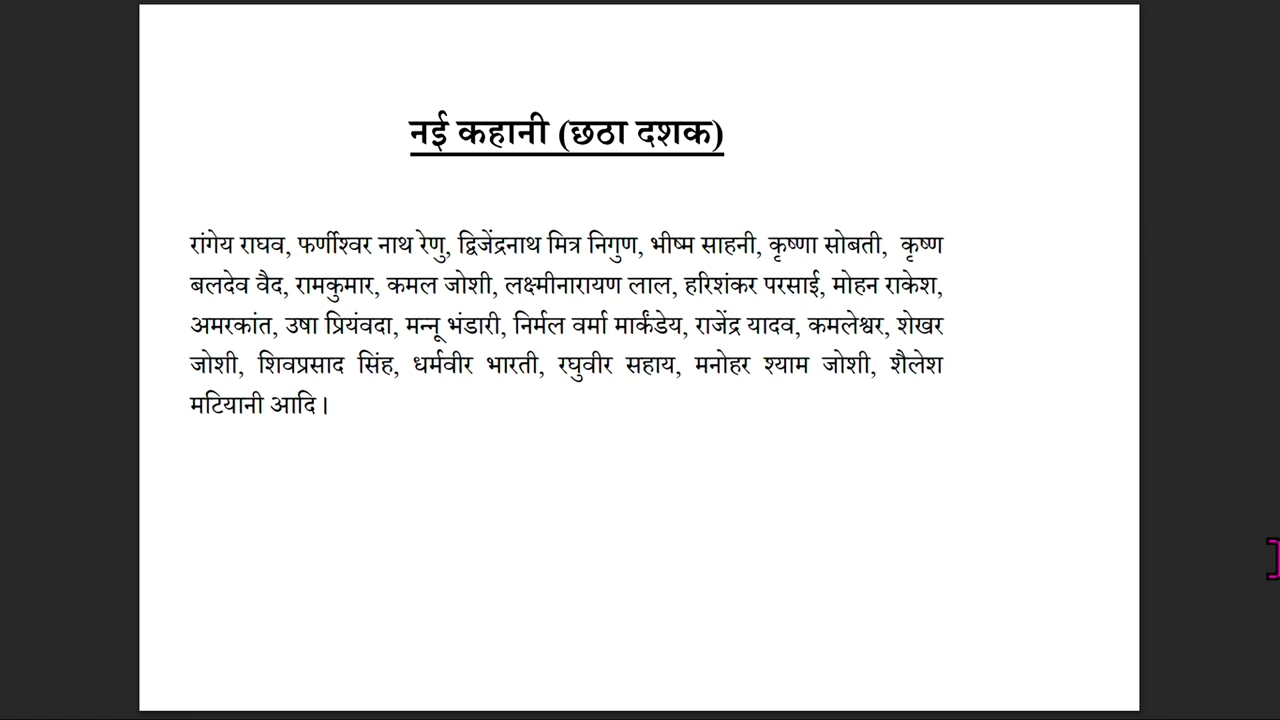 नई कहानी (छठा दशक)
रांगेय राघव, फर्णीश्वर नाथ रेणु, द्विजेंद्रनाथ मित्र निगुण, भीष्म साहनी, कृष्णा सोबती, कृष्ण
बलदेव वैद, रामकुमार, कमल जोशी, लक्ष्मीनारायण लाल, हरिशंकर परसाई, मोहन राकेश,
अमरकांत, उषा प्रियंवदा, मन्नू भंडारी, निर्मल वर्मा मार्कंडेय, राजेंद्र यादव, कमलेश्वर, शेखर
जोशी, शिवप्रसाद सिंह, धर्मवीर भारती, रघुवीर सहाय, मनोहर श्याम जोशी, शैलेश
मटियानी आदि।